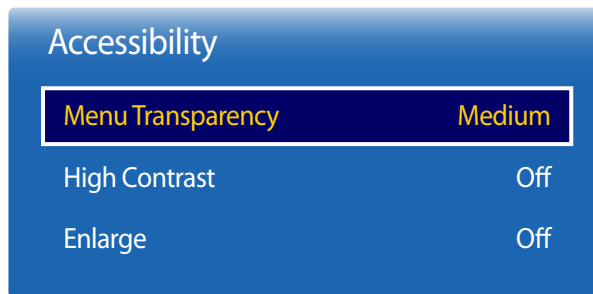 Accessibility
Menu Transparency Medium
High Contrast Off
Enlarge Off